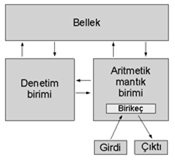 Bellek
Denetim
birimi
Aritmetik
mantık
birimi
Birikeç
Girdi
Çıktı